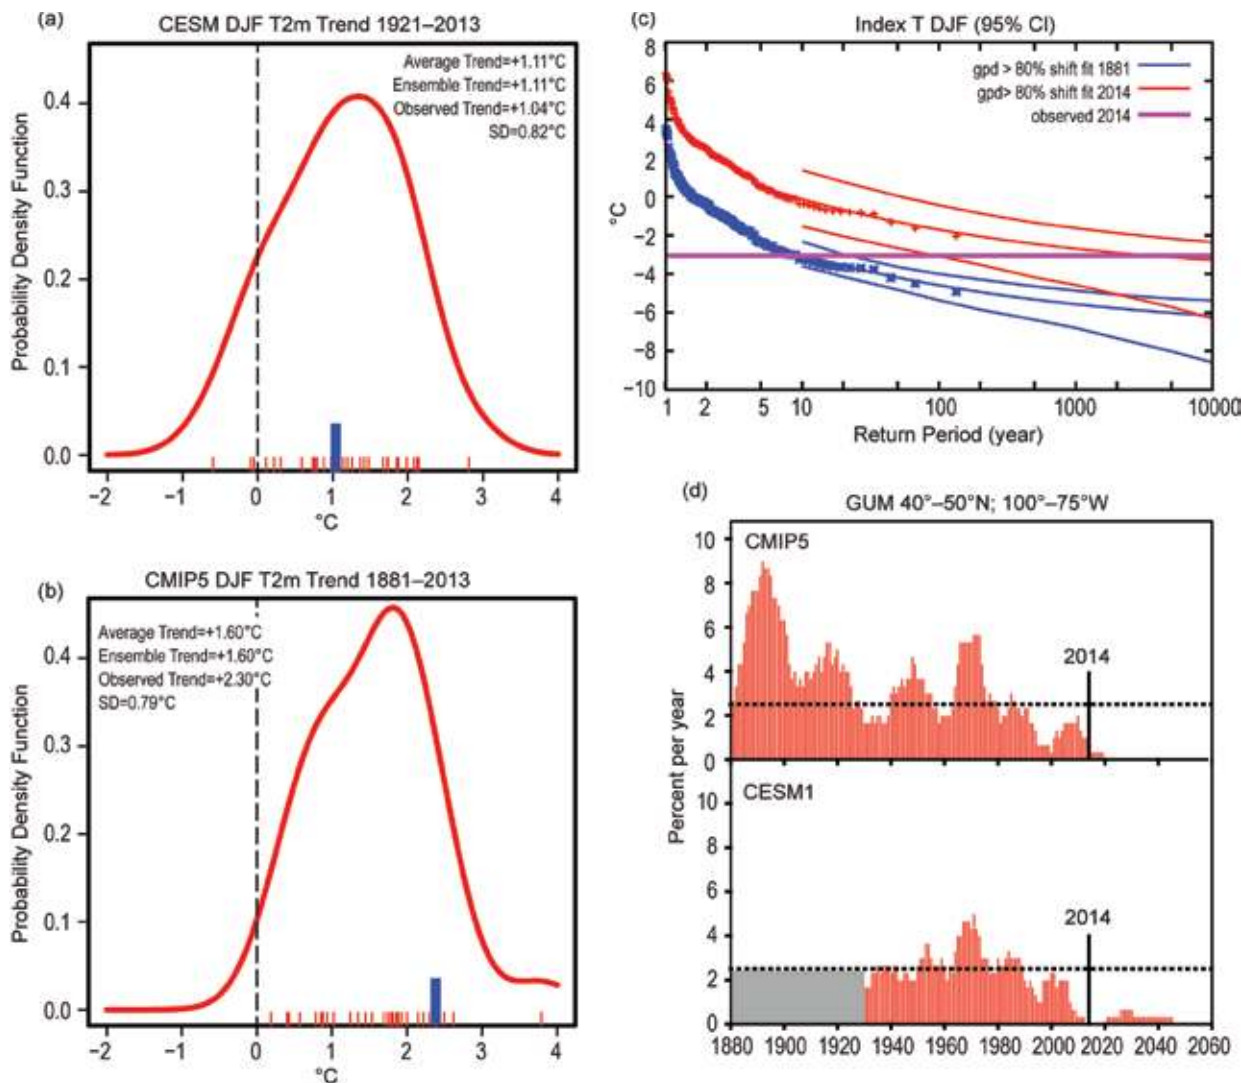 (a)
CESM DJF T2m Trend 1921–2013
Average Trend=+1.11°C
Ensemble Trend=+1.11°C
Observed Trend=+1.04°C
SD=0.82°C
Probability Density Function
0.4
0.3
0.2
0.1
0.0
−2 −1 0 1 2 3 4
°C
(b)
CMIP5 DJF T2m Trend 1881–2013
Average Trend=+1.60°C
Ensemble Trend=+1.60°C
Observed Trend=+2.30°C
SD=0.79°C
Probability Density Function
0.4
0.3
0.2
0.1
0.0
−2 −1 0 1 2 3 4
°C
(c)
Index T DJF (95% CI)
gpd > 80% shift fit 1881
gpd> 80% shift fit 2014
observed 2014
°C
8
6
4
2
0
−2
−4
−6
−8
−10
1 2 5 10 100 1000 10000
Return Period (year)
(d)
GUM 40°–50°N; 100°–75°W
CMIP5
2014
10
8
6
4
2
0
Percent per year
CESM1
2014
10
8
6
4
2
0
1880 1900 1920 1940 1960 1980 2000 2020 2040 2060